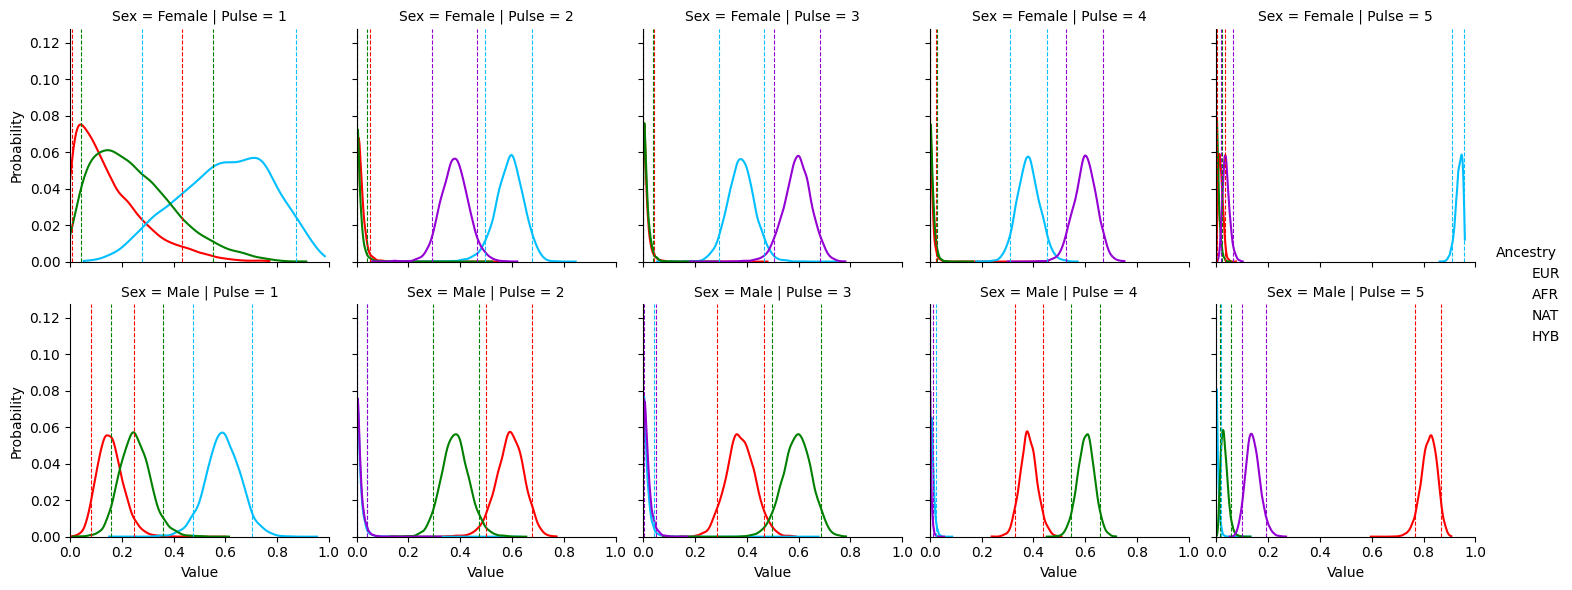 Sex = Female | Pulse = 1
Sex = Female | Pulse = 2
Sex = Female | Pulse = 3
Sex = Female | Pulse = 4
Sex = Female | Pulse = 5
0.12
0.10
0.08
0.06
0.04
0.02
0.00
Probability
Sex = Male | Pulse = 1
Sex = Male | Pulse = 2
Sex = Male | Pulse = 3
Sex = Male | Pulse = 4
Sex = Male | Pulse = 5
0.12
0.10
0.08
0.06
0.04
0.02
0.00
Probability
0.0 0.2 0.4 0.6 0.8 1.0
0.0 0.2 0.4 0.6 0.8 1.0
0.0 0.2 0.4 0.6 0.8 1.0
0.0 0.2 0.4 0.6 0.8 1.0
0.0 0.2 0.4 0.6 0.8 1.0
Value
Value
Value
Value
Value
Ancestry
EUR
AFR
NAT
HYB